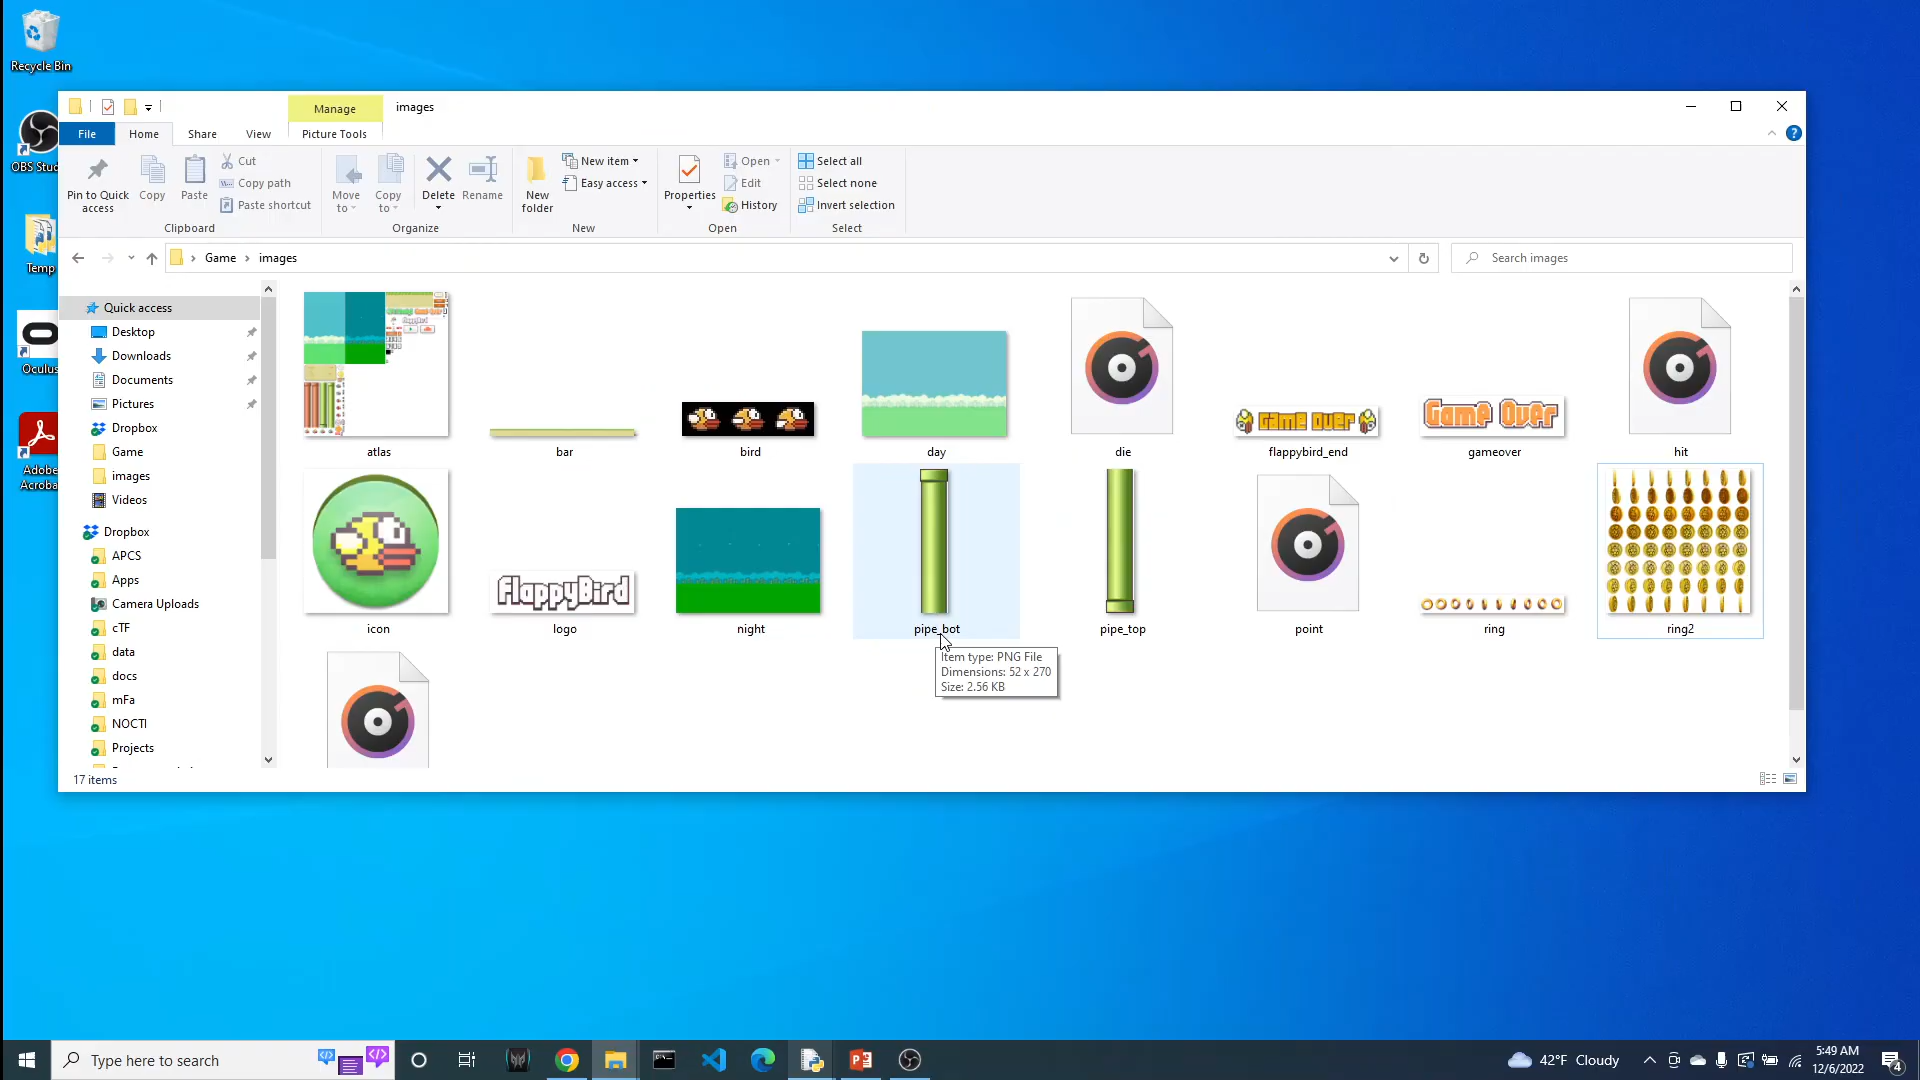 Recycle Bin
OBS Stud
Temp
Oculus
Adobe
Acroba
Manage
images
File
Home
Share
View
Picture Tools
Pin to Quick
access
Copy
Paste
Cut
Copy path
Paste shortcut
Clipboard
Move
to
Copy
to
Delete
Rename
Organize
New
folder
New item
Easy access
New
Properties
Open
Edit
History
Open
Select all
Select none
Invert selection
Select
Game
images
Search images
Quick access
Desktop
Downloads
Documents
Pictures
Dropbox
Game
images
Videos
Dropbox
APCS
Apps
Camera Uploads
cTF
data
docs
mFa
NOCTI
Projects
atlas
bar
bird
day
die
Game Over
flappybird_end
Game Over
gameover
hit
icon
FlappyBird
logo
night
pipe_bot
pipe_top
point
ring
ring2
Item type: PNG File
Dimensions: 52 x 270
Size: 2.56 KB
17 items
Type here to search
42°F Cloudy
5:49 AM
12/6/2022
4